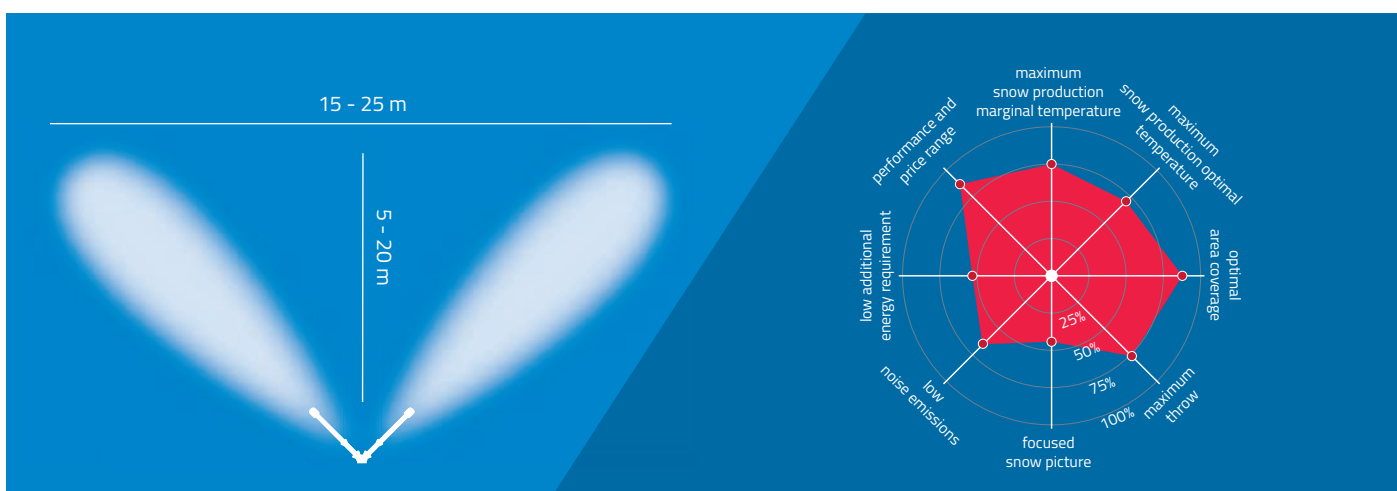 15 - 25 m
5 - 20 m
maximum
snow production
marginal temperature
maximum
snow production optimal
temperature
optimal
area coverage
maximum
throw
focused
snow picture
low
noise emissions
low additional
energy requirement
performance and
price range
25%
50%
75%
100%